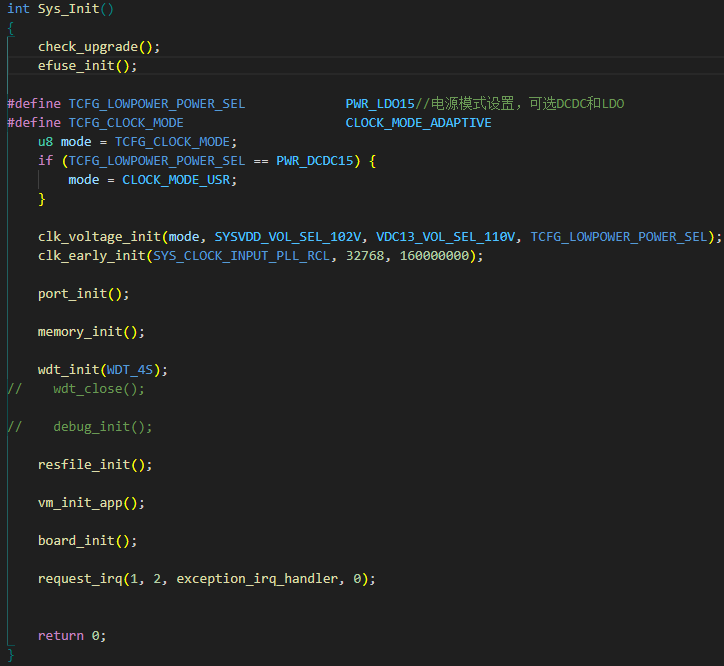 int Sys_Init()
{
    check_upgrade();
    efuse_init();
#define TCFG_LOWPOWER_POWER_SEL             PWR_LDO15//电源模式设置，可选DCDC和LDO
#define TCFG_CLOCK_MODE                     CLOCK_MODE_ADAPTIVE
    u8 mode = TCFG_CLOCK_MODE;
    if (TCFG_LOWPOWER_POWER_SEL == PWR_DCDC15) {
        mode = CLOCK_MODE_USR;
    }
    clk_voltage_init(mode, SYSVDD_VOL_SEL_102V, VDC13_VOL_SEL_110V, TCFG_LOWPOWER_POWER_SEL);
    clk_early_init(SYS_CLOCK_INPUT_PLL_RCL, 32768, 160000000);
    port_init();
    memory_init();
    wdt_init(WDT_4S);
//    wdt_close();
//    debug_init();
    resfile_init();
    vm_init_app();
    board_init();
    request_irq(1, 2, exception_irq_handler, 0);
    return 0;
}